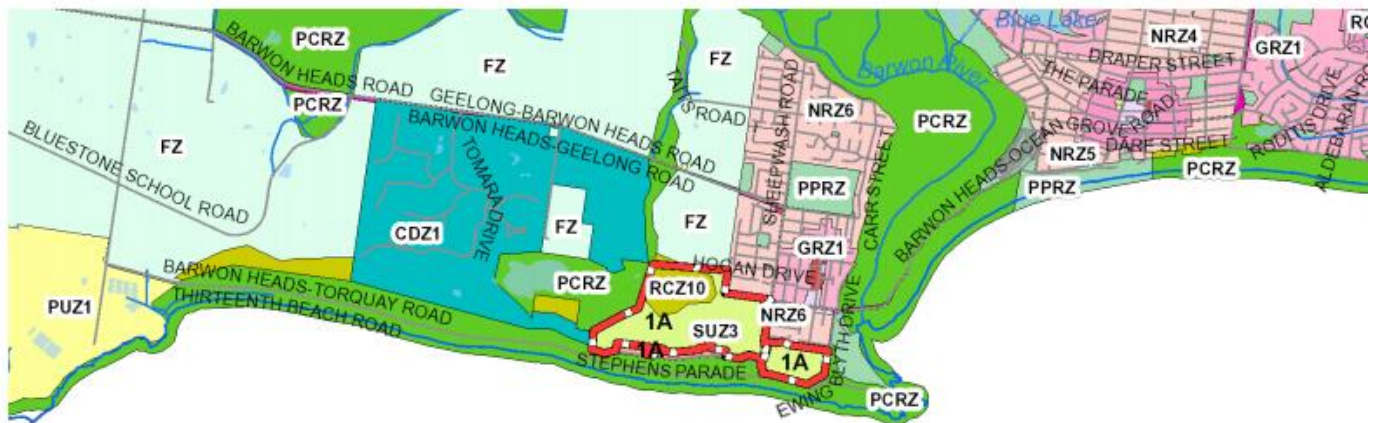 Blue Lake
NRZ4
RO
PCRZ
GRZ1
BARWON HEADS ROAD
FZ
FZ
DRAPER STREET
THE PARADE
Barwon River
TAITS ROAD
SHEEPWASH ROAD
NRZ6
PCRZ
GEELONG-BARWON HEADS ROAD
BARWON HEADS-GEELONG ROAD
PCRZ
GROVE ROAD
DARE STREET
RODITIS DRIVE
ALDEBARAN RO
BLUESTONE SCHOOL ROAD
FZ
TOMARA DRIVE
CARR STREET
BARWON HEADS-OCEAN
NRZ5
PCRZ
PPRZ
PPRZ
CDZ1
FZ
FZ
GRZ1
HOGAN DRIVE
BARWON HEADS-TORQUAY ROAD
PCRZ
RCZ10
PUZ1
THIRTEENTH BEACH ROAD
1A
SUZ3
NRZ6
1A
1A
STEPHENS PARADE
EWING BLYTH DRIVE
PCRZ